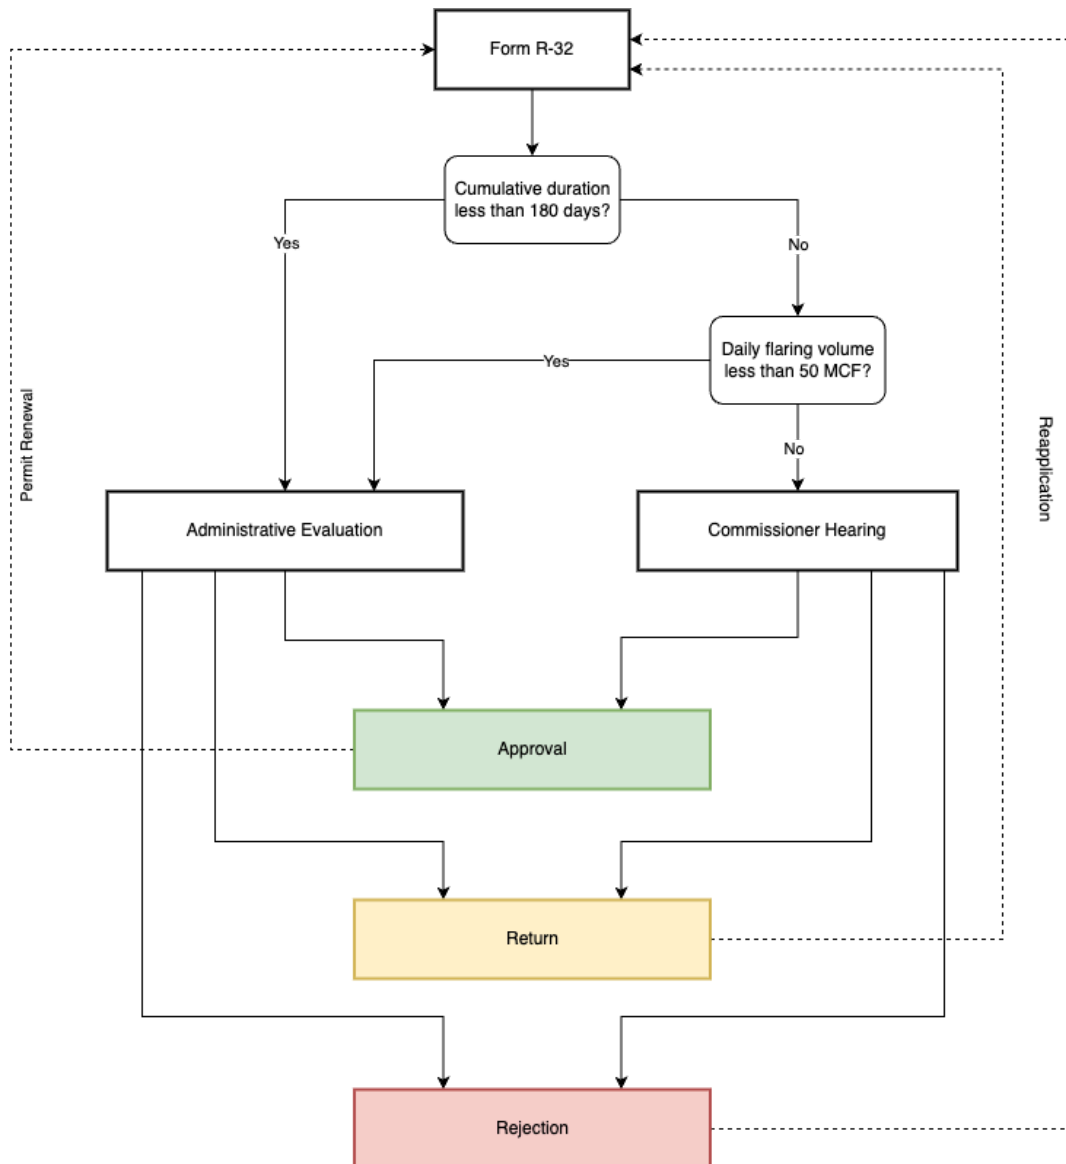 Form R-32
Cumulative duration
less than 180 days?
Yes
No
Daily flaring volume
less than 50 MCF?
Yes
No
Permit Renewal
Reapplication
Administrative Evaluation
Commissioner Hearing
Approval
Return
Rejection